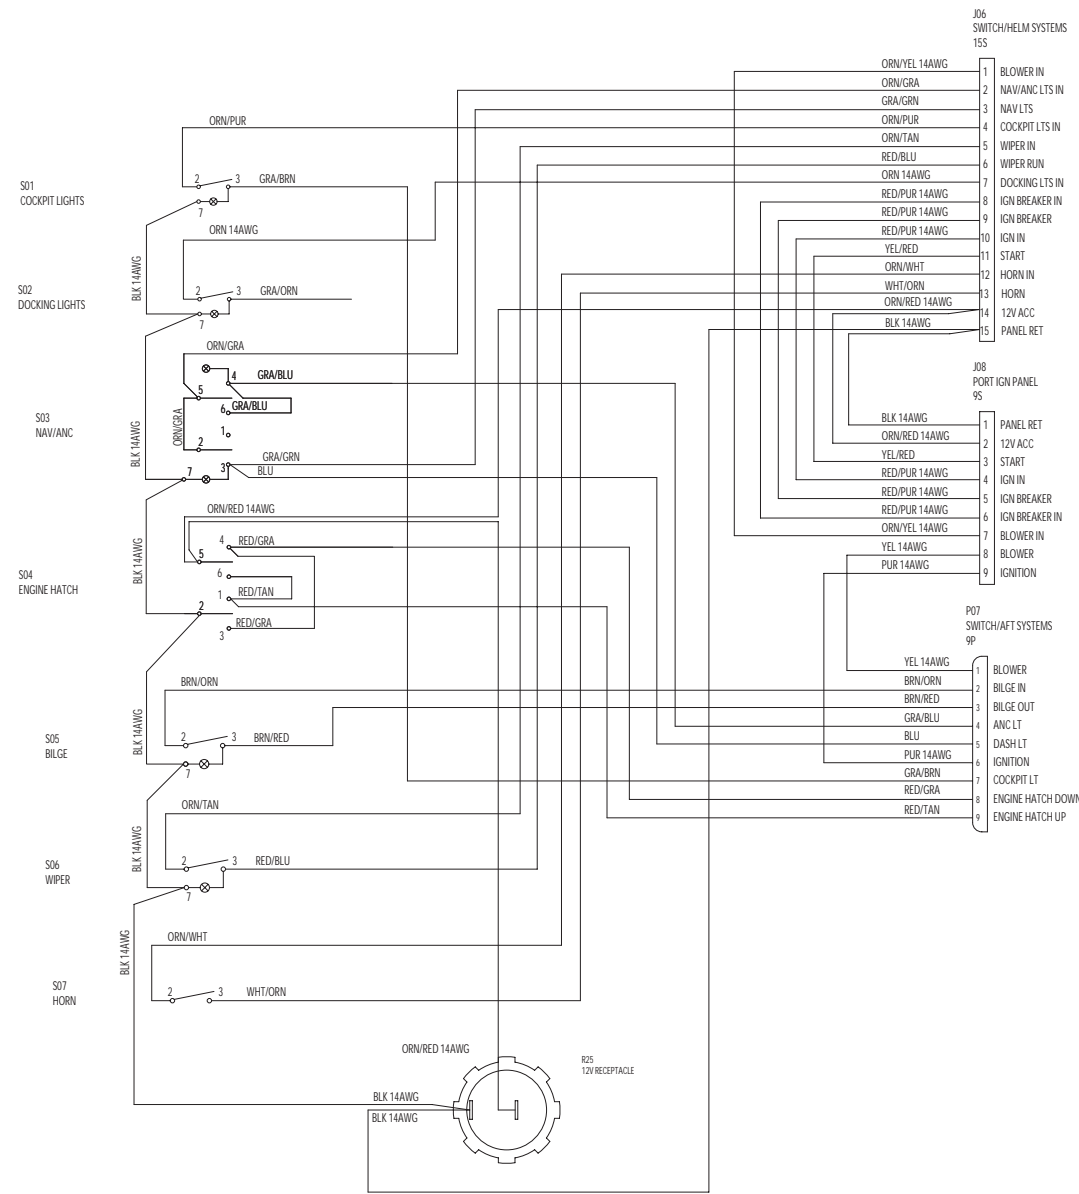 J06
SWITCH/HELM SYSTEMS
15S
ORN/YEL 14AWG 1 BLOWER IN
ORN/GRA 2 NAV/ANC LTS IN
GRA/GRN 3 NAV LTS
ORN/PUR 4 COCKPIT LTS IN
ORN/TAN 5 WIPER IN
RED/BLU 6 WIPER RUN
ORN 14AWG 7 DOCKING LTS IN
RED/PUR 14AWG 8 IGN BREAKER IN
RED/PUR 14AWG 9 IGN BREAKER
RED/PUR 14AWG 10 IGN IN
YEL/RED 11 START
ORN/WHT 12 HORN IN
WHT/ORN 13 HORN
ORN/RED 14AWG 14 12V ACC
BLK 14AWG 15 PANEL RET
J08
PORT IGN PANEL
9S
BLK 14AWG 1 PANEL RET
ORN/RED 14AWG 2 12V ACC
YEL/RED 3 START
RED/PUR 14AWG 4 IGN IN
RED/PUR 14AWG 5 IGN BREAKER
RED/PUR 14AWG 6 IGN BREAKER IN
ORN/YEL 14AWG 7 BLOWER IN
YEL 14AWG 8 BLOWER
PUR 14AWG 9 IGNITION
P07
SWITCH/AFT SYSTEMS
9P
YEL 14AWG 1 BLOWER
BRN/ORN 2 BILGE IN
BRN/RED 3 BILGE OUT
GRA/BLU 4 ANC LT
BLU 5 DASH LT
PUR 14AWG 6 IGNITION
GRA/BRN 7 COCKPIT LT
RED/GRA 8 ENGINE HATCH DOWN
RED/TAN 9 ENGINE HATCH UP
S01
COCKPIT LIGHTS
ORN/PUR
2 3 GRA/BRN
7
BLK 14AWG
S02
DOCKING LIGHTS
ORN 14AWG
2 3 GRA/ORN
7
BLK 14AWG
S03
NAV/ANC
ORN/GRA
4 GRA/BLU
5
6 GRA/BLU
ORN/GRA
1
2
GRA/GRN
7 3 BLU
BLK 14AWG
S04
ENGINE HATCH
ORN/RED 14AWG
4 RED/GRA
5
6
1 RED/TAN
2
3 RED/GRA
BLK 14AWG
S05
BILGE
BRN/ORN
2 3 BRN/RED
7
BLK 14AWG
S06
WIPER
ORN/TAN
2 3 RED/BLU
7
BLK 14AWG
S07
HORN
ORN/WHT
2 3 WHT/ORN
ORN/RED 14AWG
R25
12V RECEPTACLE
BLK 14AWG
BLK 14AWG